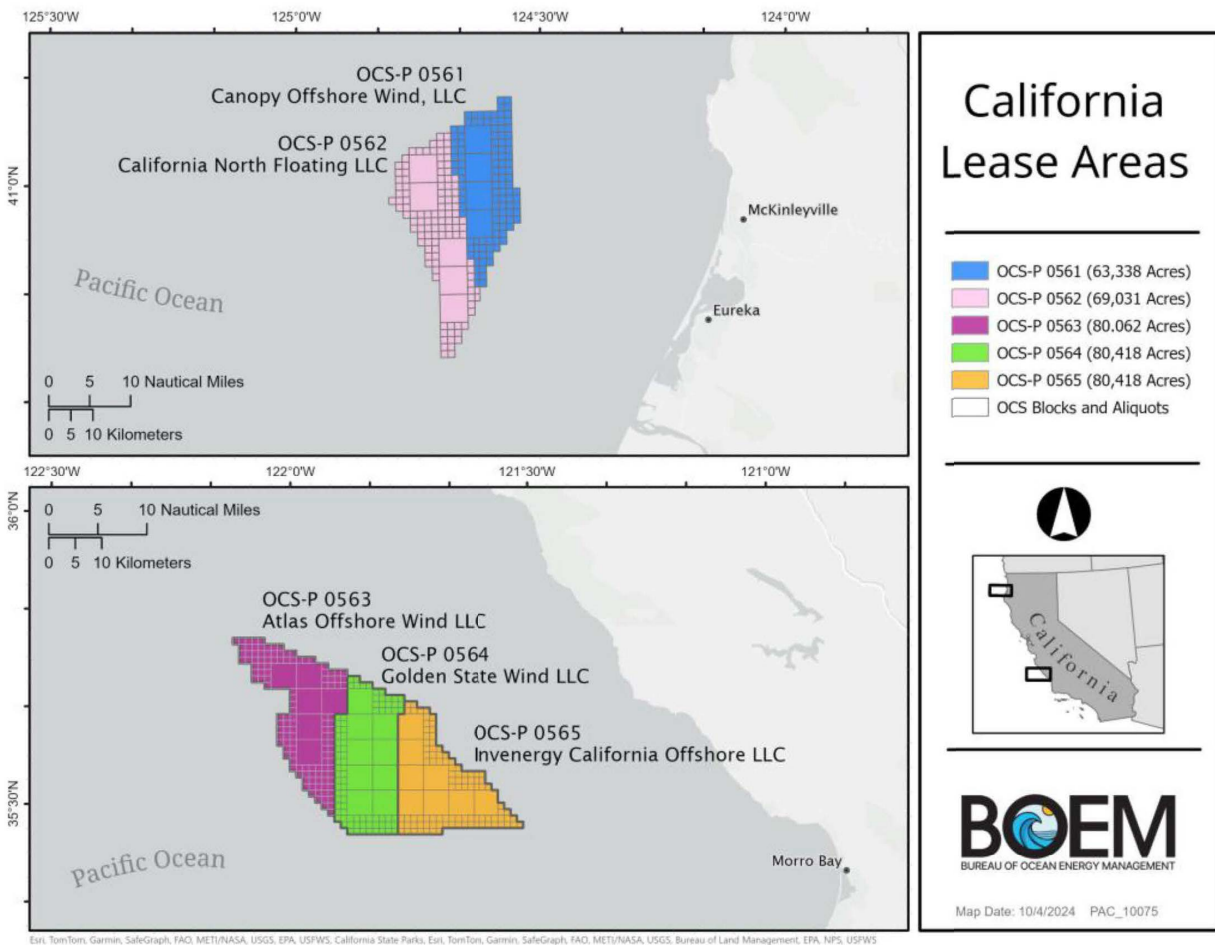 125°30'W
125°0'W
124°30'W
124°0'W
OCS-P 0561
Canopy Offshore Wind, LLC
OCS-P 0562
California North Floating LLC
41°0'N
McKinleyville
Pacific Ocean
Eureka
0 5 10 Nautical Miles
0 5 10 Kilometers
122°30'W
122°0'W
121°30'W
121°0'W
36°0'N
0 5 10 Nautical Miles
0 5 10 Kilometers
OCS-P 0563
Atlas Offshore Wind LLC
OCS-P 0564
Golden State Wind LLC
OCS-P 0565
Invenergy California Offshore LLC
35°30'N
Pacific Ocean
Morro Bay
Esri, TomTom, Garmin, SafeGraph, FAO, METI/NASA, USGS, EPA, USFWS, California State Parks, Esri, TomTom, Garmin, SafeGraph, FAO, METI/NASA, USGS, Bureau of Land Management, EPA, NPS, USFWS
California
Lease Areas
OCS-P 0561 (63,338 Acres)
OCS-P 0562 (69,031 Acres)
OCS-P 0563 (80.062 Acres)
OCS-P 0564 (80,418 Acres)
OCS-P 0565 (80,418 Acres)
OCS Blocks and Aliquots
California
BOEM
BUREAU OF OCEAN ENERGY MANAGEMENT
Map Date: 10/4/2024 PAC_10075